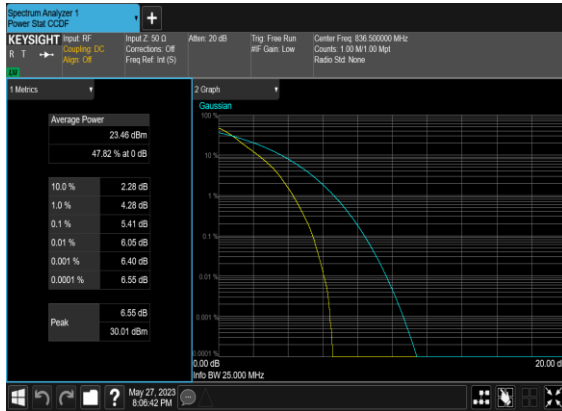 Spectrum Analyzer 1
Power Stat CCDF
+
KEYSIGHT
R T
LXI
Input: RF
Coupling: DC
Align: Off
Input Z: 50 Ω
Corrections: Off
Freq Ref: Int (S)
Atten: 20 dB
Trig: Free Run
#IF Gain: Low
Center Freq: 836.500000 MHz
Counts: 1.00 M/1.00 Mpt
Radio Std: None
1 Metrics
Average Power
23.46 dBm
47.82 % at 0 dB
10.0 % 2.28 dB
1.0 % 4.28 dB
0.1 % 5.41 dB
0.01 % 6.05 dB
0.001 % 6.40 dB
0.0001 % 6.55 dB
Peak 6.55 dB
30.01 dBm
2 Graph
Gaussian
100 %
10 %
1 %
0.1 %
0.01 %
0.001 %
0.0001 %
0.00 dB
20.00 d
Info BW 25.000 MHz
?
May 27, 2023
8:06:42 PM